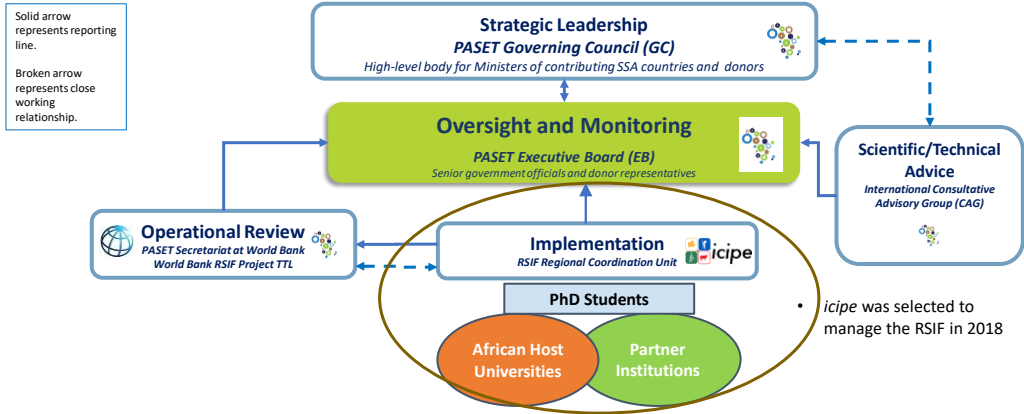 Solid arrow
represents reporting
line.
Broken arrow
represents close
working
relationship.
Strategic Leadership
PASET Governing Council (GC)
High-level body for Ministers of contributing SSA countries and donors
Oversight and Monitoring
PASET Executive Board (EB)
Senior government officials and donor representatives
Scientific/Technical
Advice
International Consultative
Advisory Group (CAG)
Operational Review
PASET Secretariat at World Bank
World Bank RSIF Project TTL
Implementation
RSIF Regional Coordination Unit
icipe
PhD Students
African Host
Universities
Partner
Institutions
• icipe was selected to
manage the RSIF in 2018